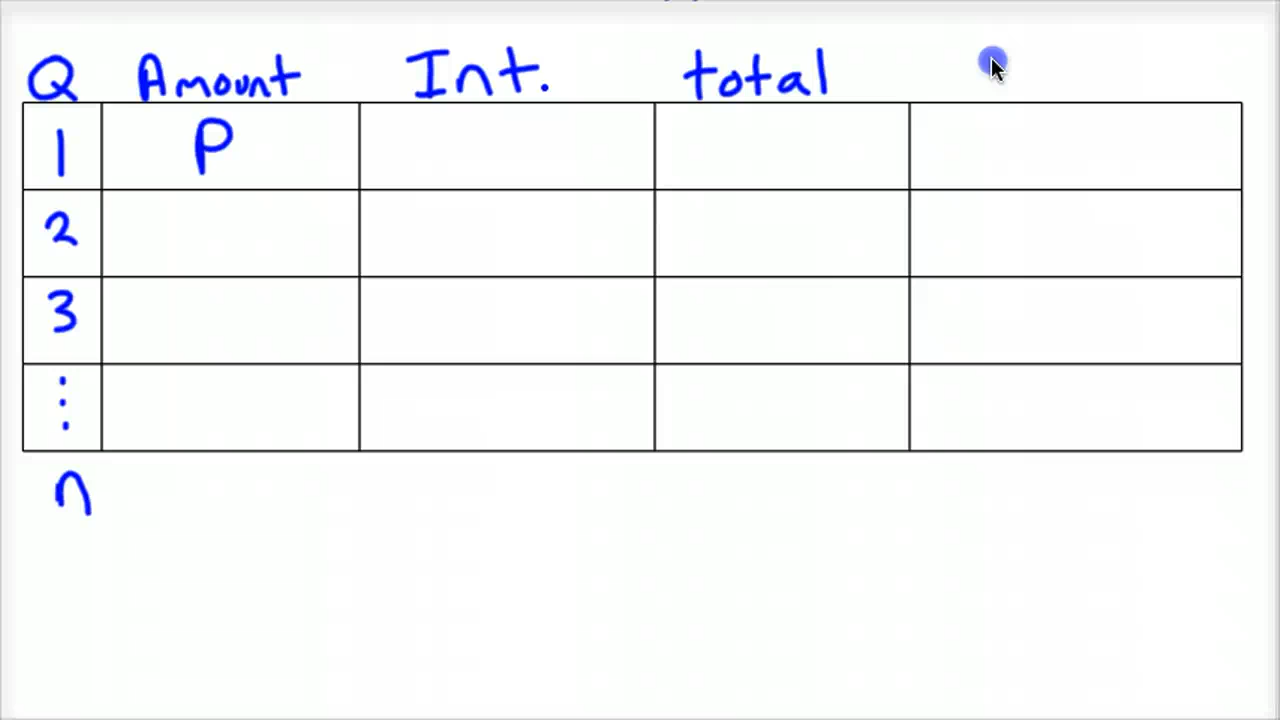 Q Amount Int. total
1 P
2
3
⋮
n